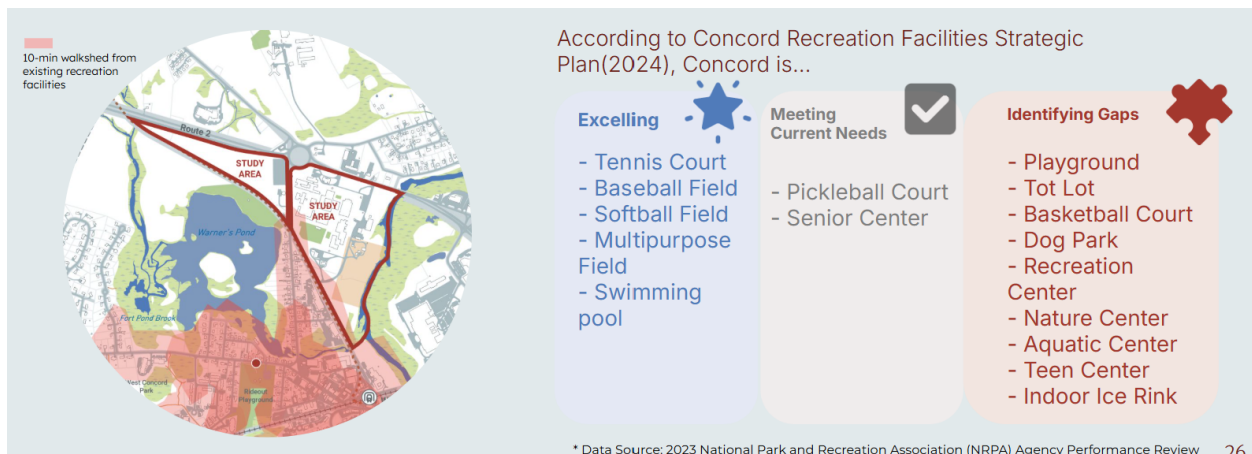 10-min walkshed from
existing recreation
facilities
Route 2
STUDY
AREA
STUDY
AREA
Warner's Pond
Fort Pond Brook
West Concord
Park
Rideout
Playground
According to Concord Recreation Facilities Strategic
Plan(2024), Concord is...
Excelling
- Tennis Court
- Baseball Field
- Softball Field
- Multipurpose
Field
- Swimming
pool
Meeting
Current Needs
- Pickleball Court
- Senior Center
Identifying Gaps
- Playground
- Tot Lot
- Basketball Court
- Dog Park
- Recreation
Center
- Nature Center
- Aquatic Center
- Teen Center
- Indoor Ice Rink
* Data Source: 2023 National Park and Recreation Association (NRPA) Agency Performance Review
26